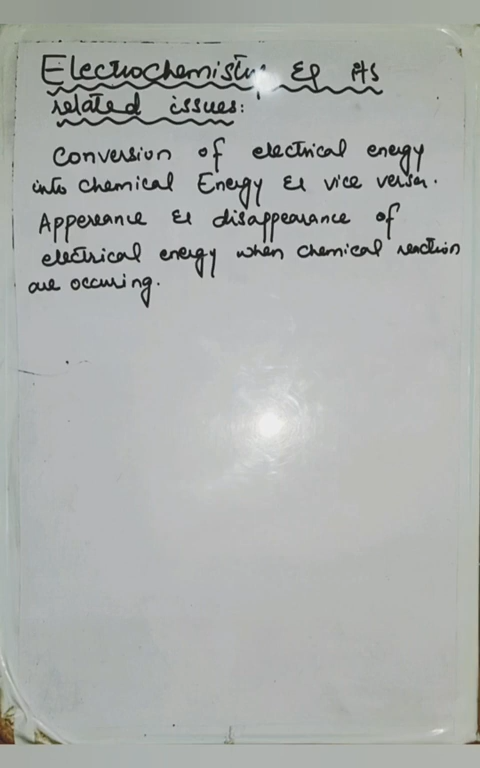 Electrochemistry & its
related issues:
Conversion of electrical energy
into chemical Energy & vice versa.
Appereance & disappearance of
electrical energy when chemical reaction
are occuring.